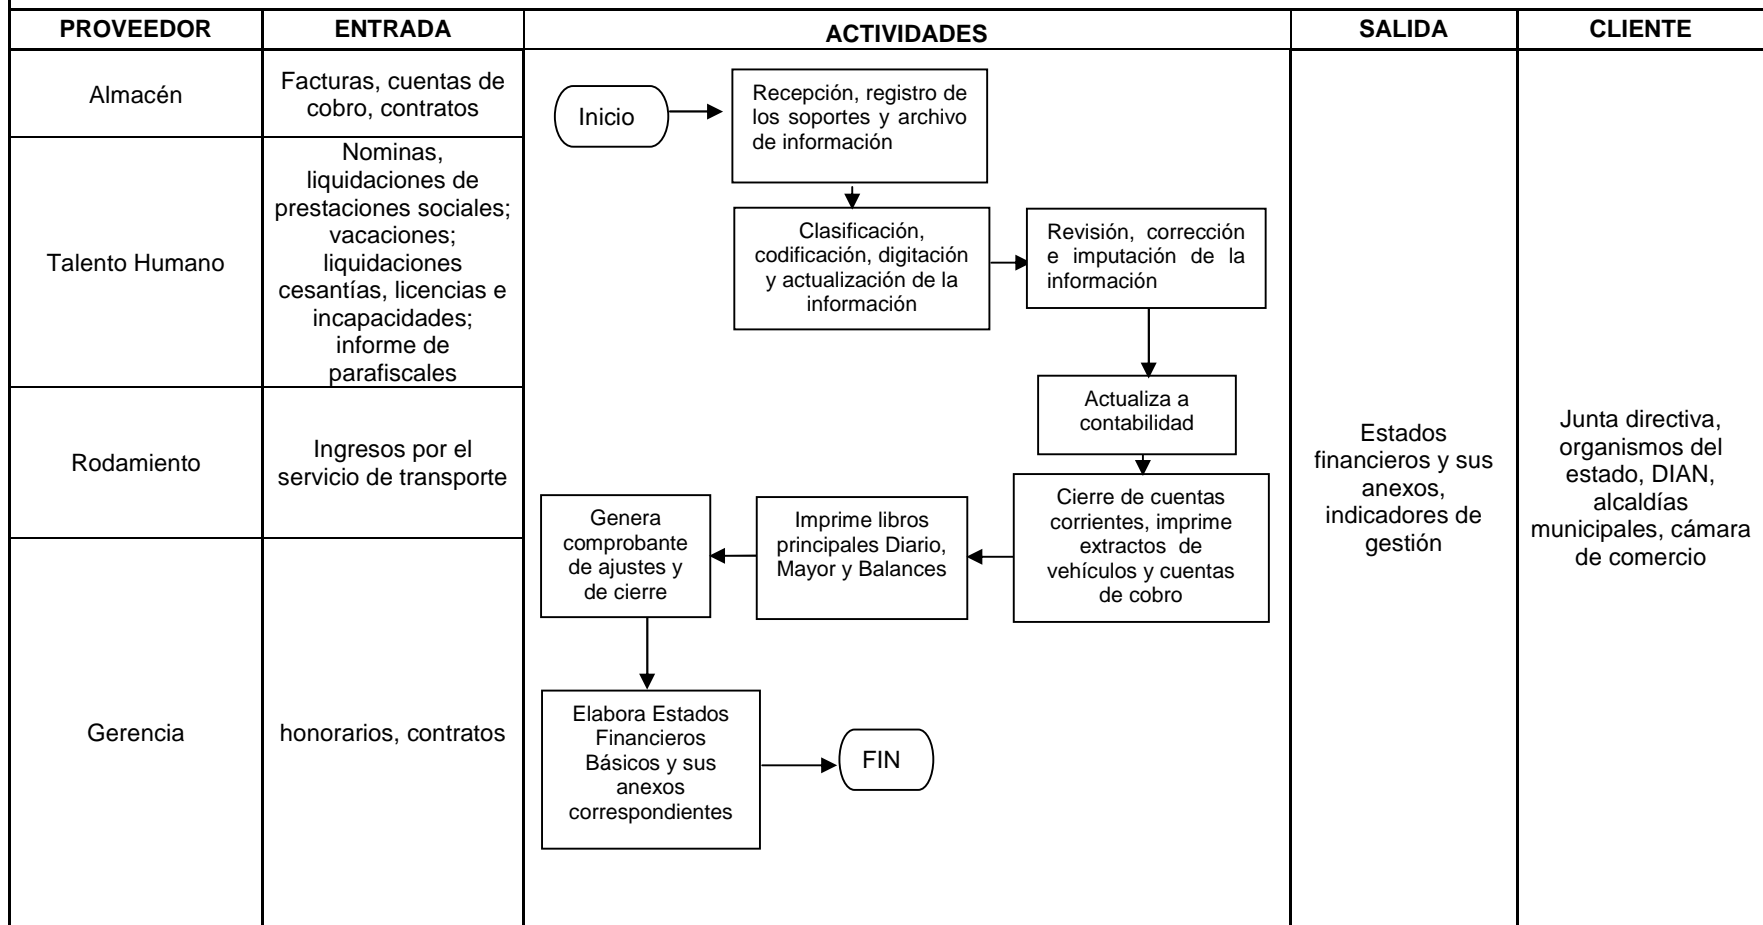 PROVEEDOR
ENTRADA
ACTIVIDADES
SALIDA
CLIENTE
Almacén
Facturas, cuentas de
cobro, contratos
Talento Humano
Nominas,
liquidaciones de
prestaciones sociales;
vacaciones;
liquidaciones
cesantías, licencias e
incapacidades;
informe de
parafiscales
Rodamiento
Ingresos por el
servicio de transporte
Gerencia
honorarios, contratos
Inicio
Recepción, registro de
los soportes y archivo
de información
Clasificación,
codificación, digitación
y actualización de la
información
Revisión, corrección
e imputación de la
información
Actualiza a
contabilidad
Cierre de cuentas
corrientes, imprime
extractos de
vehículos y cuentas
de cobro
Imprime libros
principales Diario,
Mayor y Balances
Genera
comprobante
de ajustes y
de cierre
Elabora Estados
Financieros
Básicos y sus
anexos
correspondientes
FIN
Estados
financieros y sus
anexos,
indicadores de
gestión
Junta directiva,
organismos del
estado, DIAN,
alcaldías
municipales, cámara
de comercio